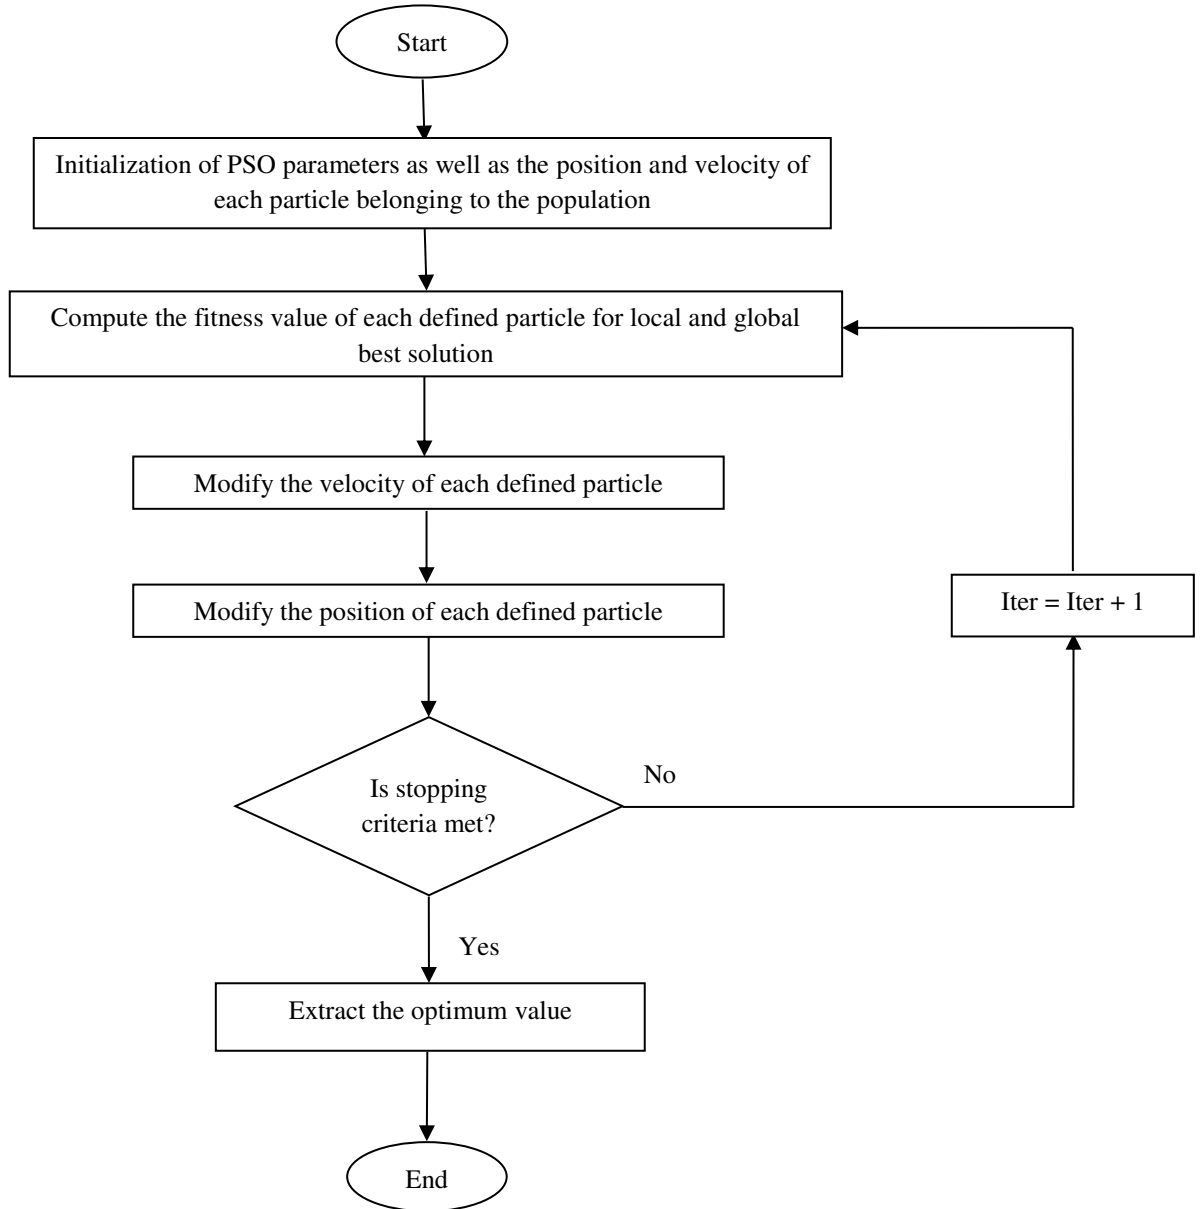 Start
Initialization of PSO parameters as well as the position and velocity of
each particle belonging to the population
Compute the fitness value of each defined particle for local and global
best solution
Modify the velocity of each defined particle
Modify the position of each defined particle
Iter = Iter + 1
Is stopping
criteria met?
No
Yes
Extract the optimum value
End